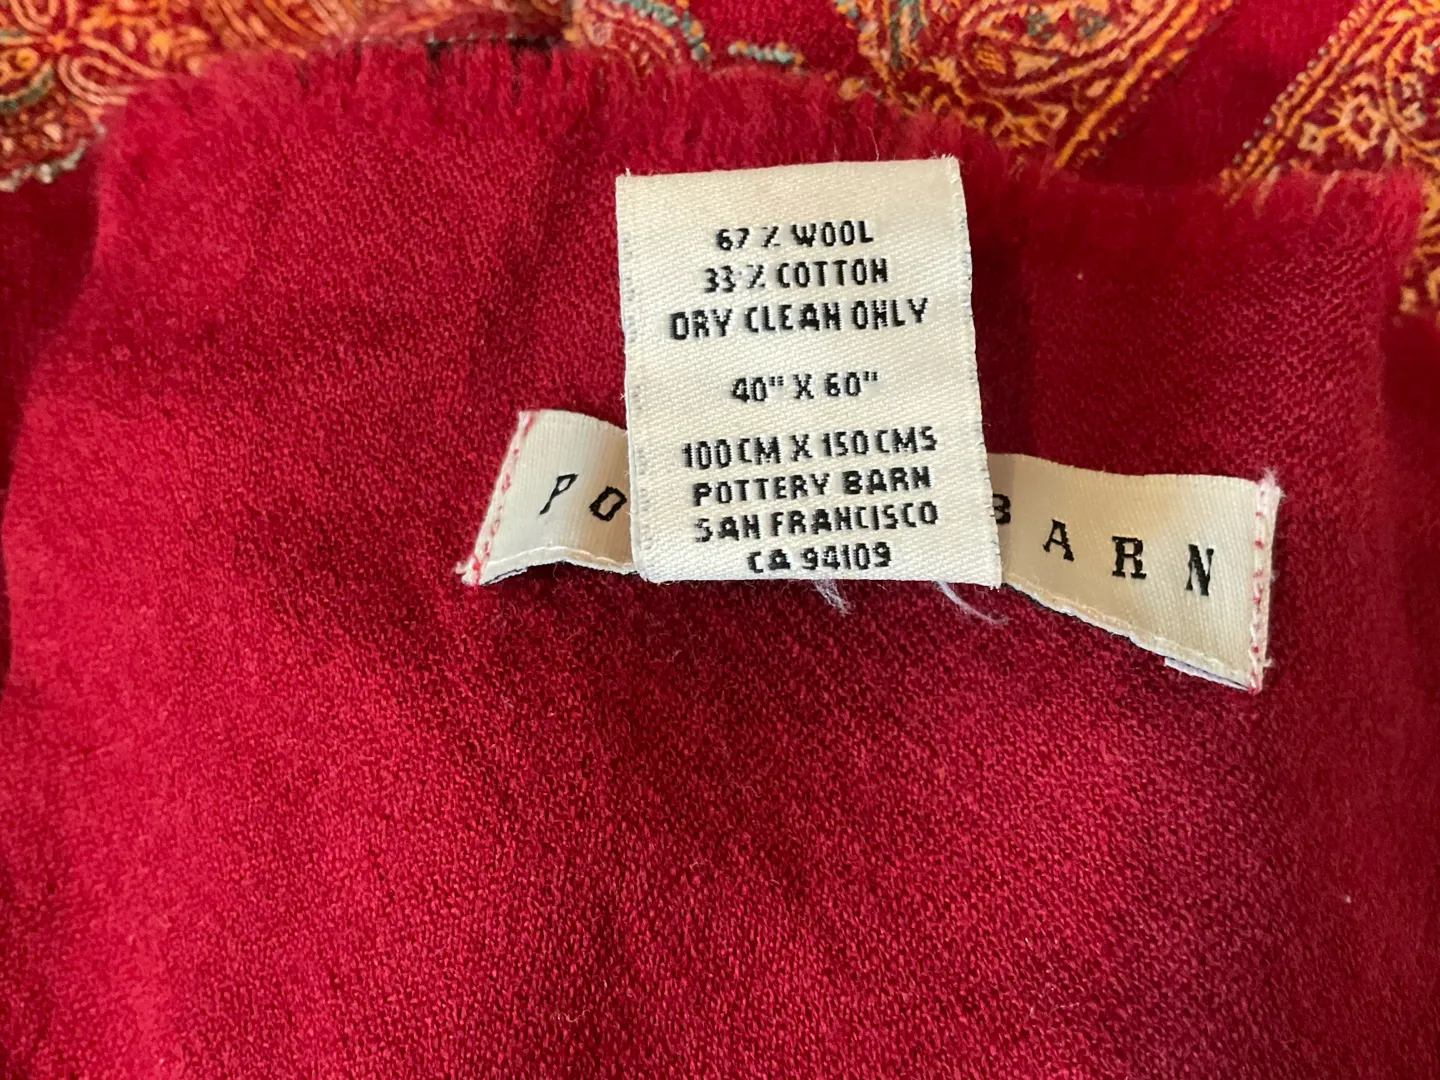 67 % WOOL
33 % COTTON
DRY CLEAN ONLY
40" X 60"
100 CM X 150 CMS
POTTERY BARN
SAN FRANCISCO
CA 94109
PO BARN